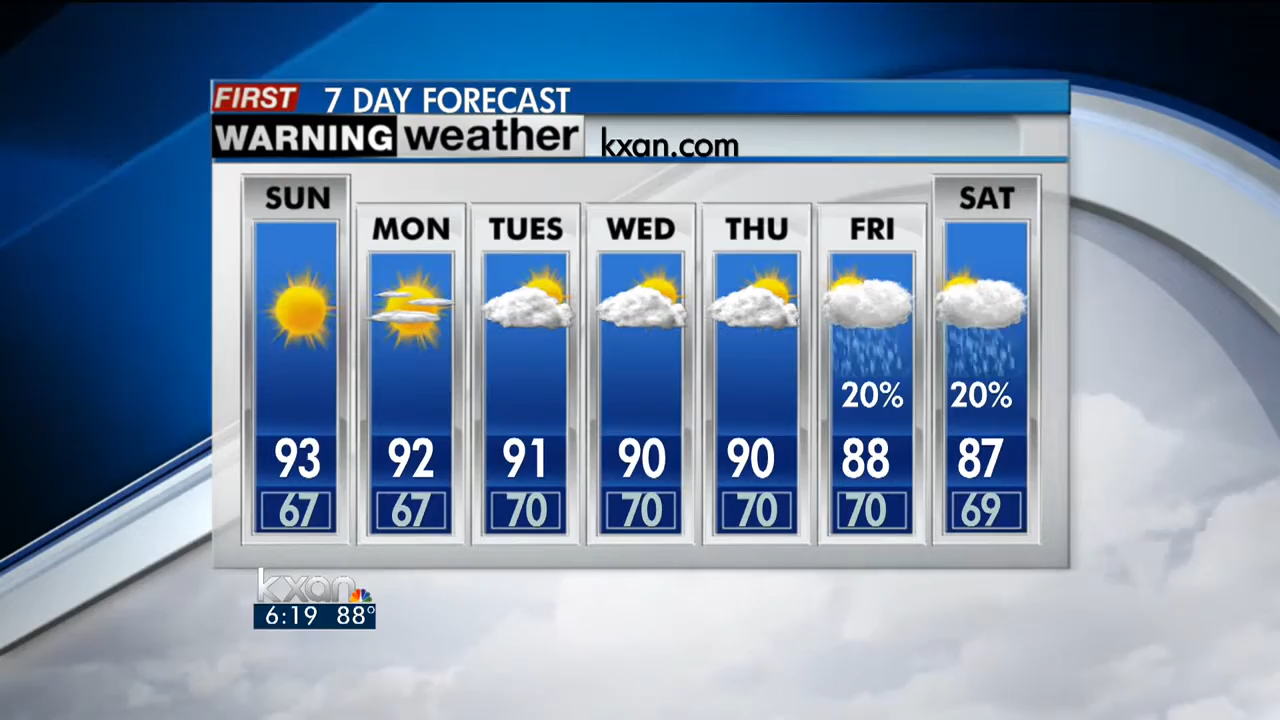 FIRST 7 DAY FORECAST
WARNING weather kxan.com
SUN MON TUES WED THU FRI SAT
20% 20%
93 92 91 90 90 88 87
67 67 70 70 70 70 69
kxan
6:19 88°